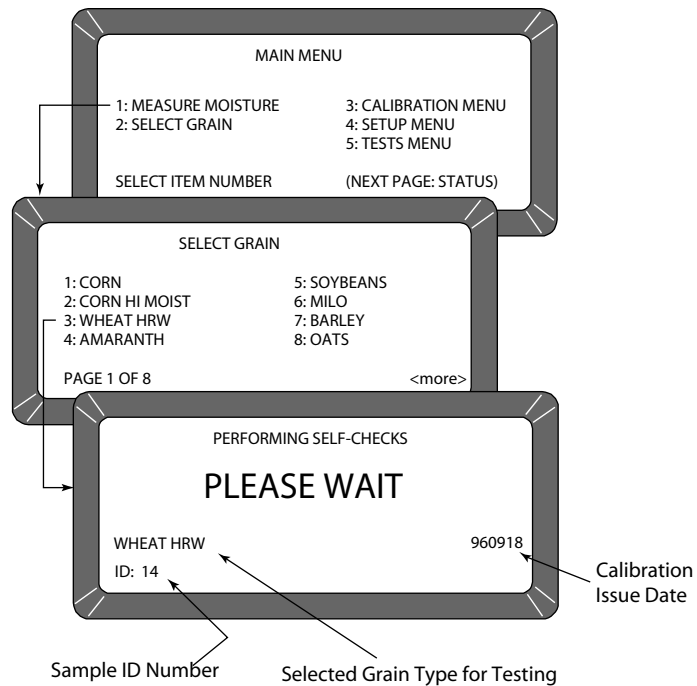 MAIN MENU
1: MEASURE MOISTURE
2: SELECT GRAIN
3: CALIBRATION MENU
4: SETUP MENU
5: TESTS MENU
SELECT ITEM NUMBER
(NEXT PAGE: STATUS)
SELECT GRAIN
1: CORN
2: CORN HI MOIST
3: WHEAT HRW
4: AMARANTH
5: SOYBEANS
6: MILO
7: BARLEY
8: OATS
PAGE 1 OF 8
<more>
PERFORMING SELF-CHECKS
PLEASE WAIT
WHEAT HRW
960918
ID: 14
Calibration
Issue Date
Sample ID Number
Selected Grain Type for Testing